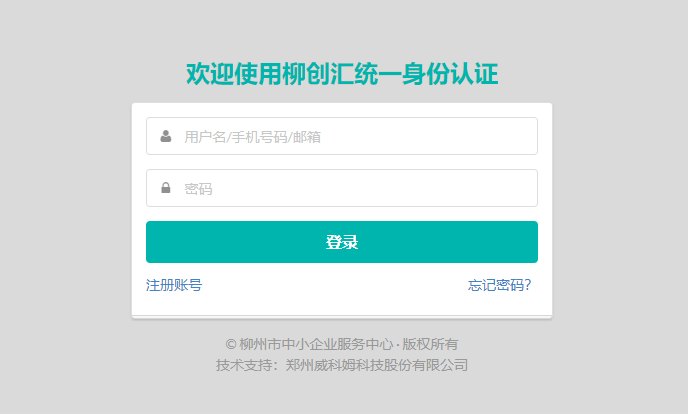 欢迎使用柳创汇统一身份认证
用户名/手机号码/邮箱
密码
登录
注册账号 忘记密码?
© 柳州市中小企业服务中心 · 版权所有
技术支持：郑州威科姆科技股份有限公司